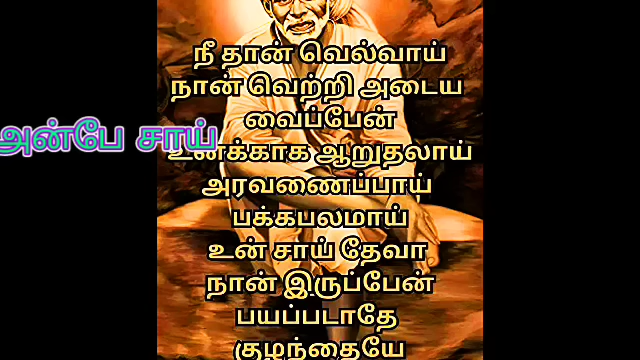 நீ தான் வெல்வாய்
நான் வெற்றி அடைய
வைப்பேன்
அன்பே சாய்
உனக்காக ஆறுதலாய்
அரவணைப்பாய்
பக்கபலமாய்
உன் சாய் தேவா
நான் இருப்பேன்
பயப்படாதே
குழந்தையே